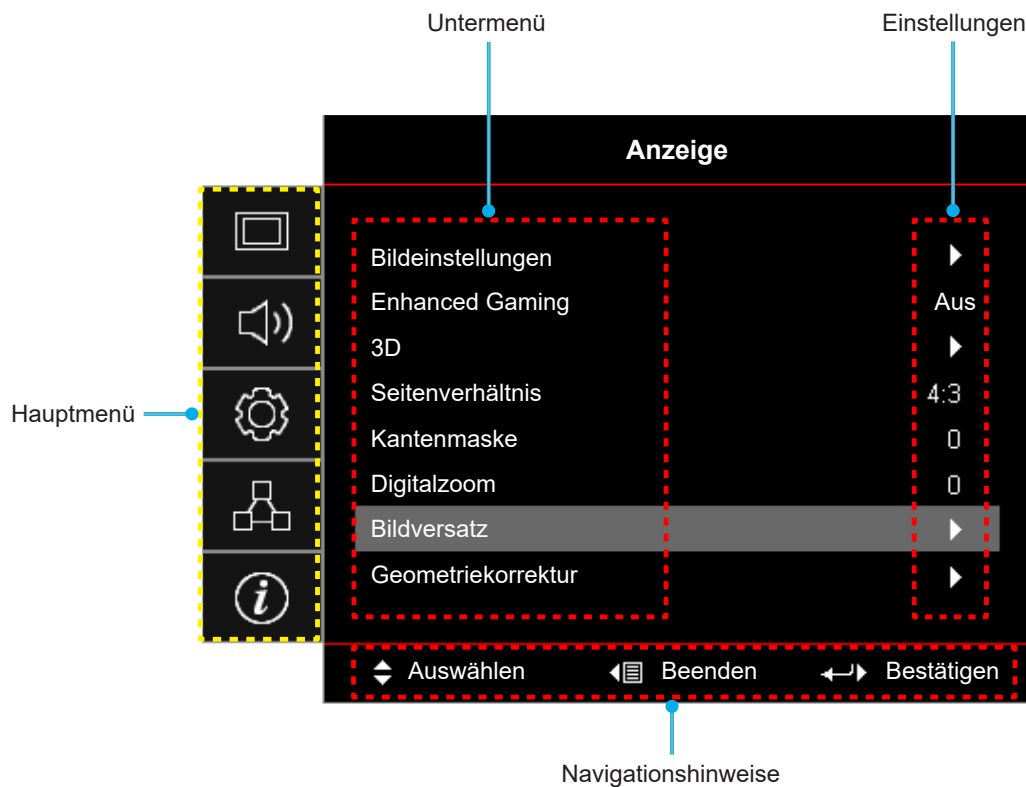 Untermenü Einstellungen
Anzeige
Bildeinstellungen
Enhanced Gaming Aus
3D
Seitenverhältnis 4:3
Hauptmenü
Kantenmaske 0
Digitalzoom 0
Bildversatz
Geometriekorrektur
Auswählen Beenden Bestätigen
Navigationshinweise